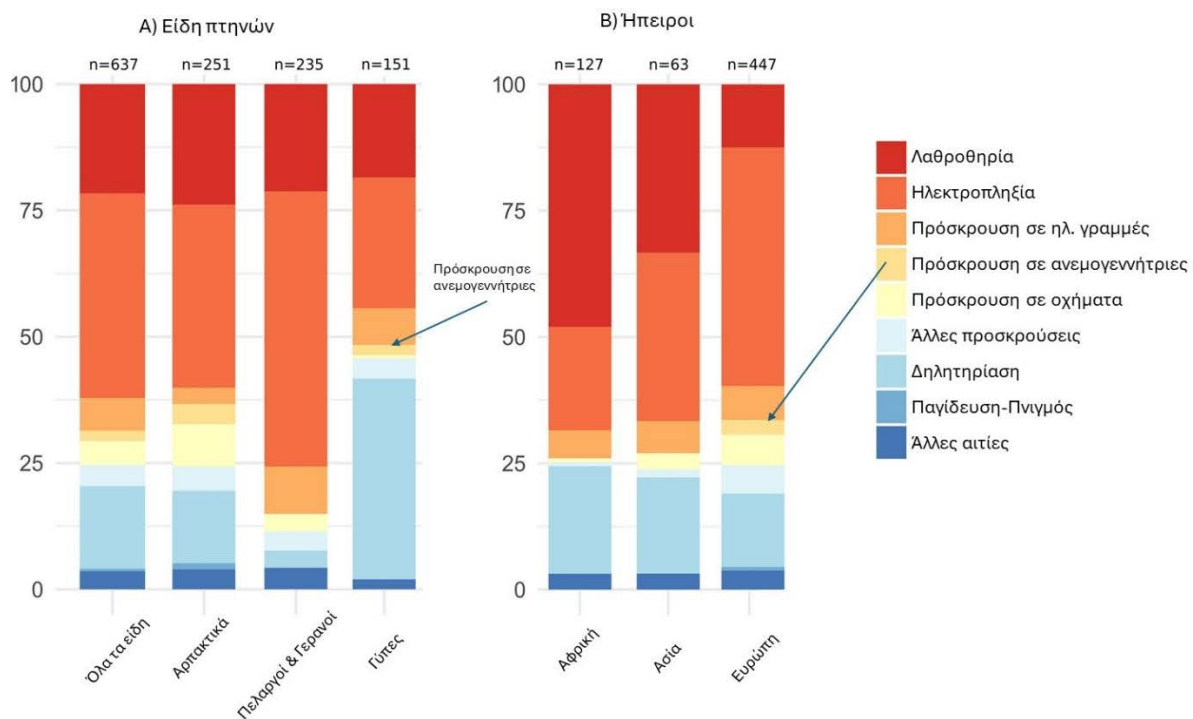 A) Είδη πτηνών
B) Ήπειροι
n=637 n=251 n=235 n=151
n=127 n=63 n=447
100
75
50
25
0
100
75
50
25
0
Πρόσκρουση σε
ανεμογεννήτριες
Λαθροθηρία
Ηλεκτροπληξία
Πρόσκρουση σε ηλ. γραμμές
Πρόσκρουση σε ανεμογεννήτριες
Πρόσκρουση σε οχήματα
Άλλες προσκρούσεις
Δηλητηρίαση
Παγίδευση-Πνιγμός
Άλλες αιτίες
Όλα τα είδη
Αρπακτικά
Πελαργοί & Γερανοί
Γύπες
Αφρική
Ασία
Ευρώπη